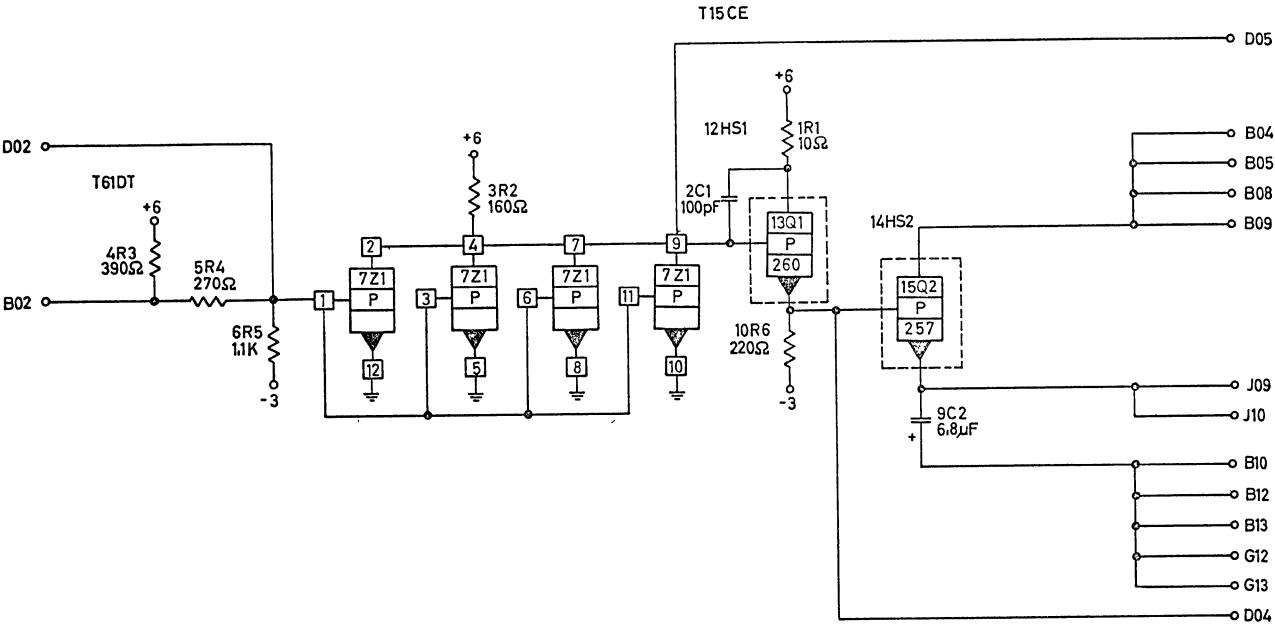 T15CE
D05
+6
12HS1
1R1
10Ω
B04
D02
+6
B05
T61DT
3R2
160Ω
2C1
100pF
B08
+6
13Q1
14HS2
B09
4R3
390Ω
2
4
7
9
P
5R4
270Ω
7Z1
7Z1
7Z1
7Z1
260
15Q2
B02
1
P
3
P
6
P
11
P
P
6R5
1.1K
10R6
220Ω
257
12
5
8
10
-3
-3
J09
9C2
6.8μF
+
J10
B10
B12
B13
G12
G13
D04